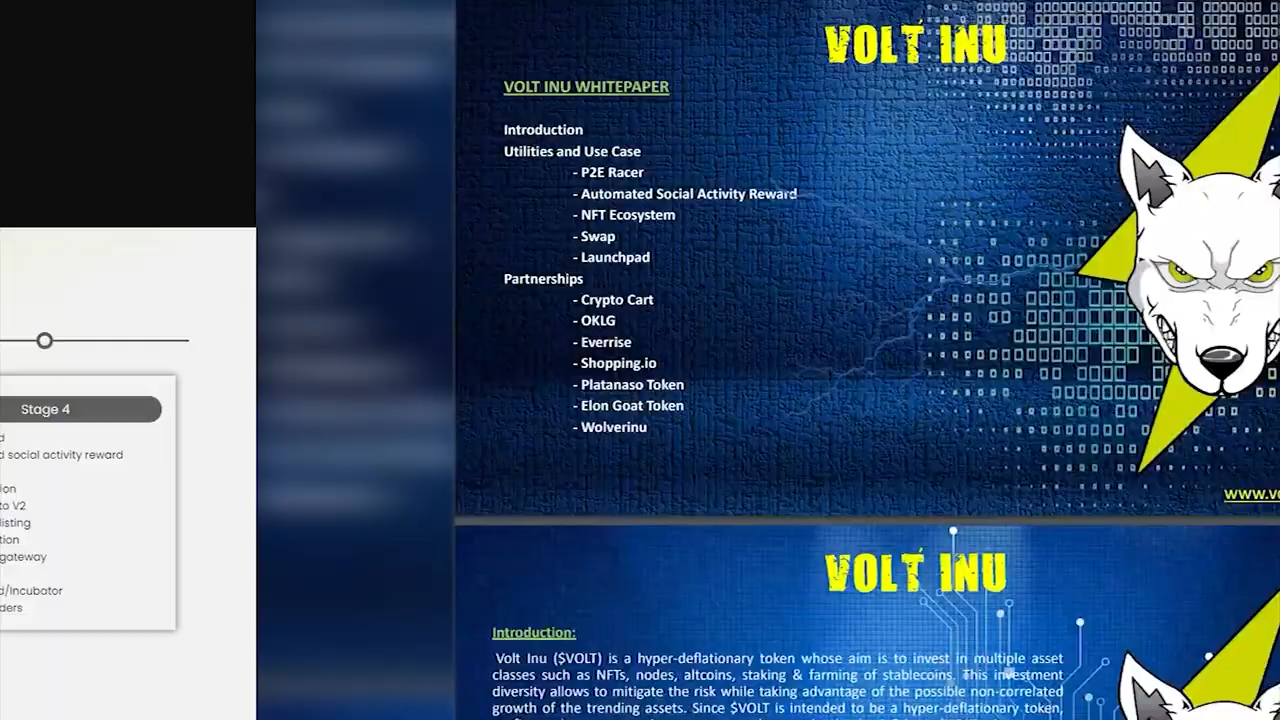 Stage 4
social activity reward
to V2
listing
gateway
d/Incubator
VOLT INU
VOLT INU WHITEPAPER
Introduction
Utilities and Use Case
- P2E Racer
- Automated Social Activity Reward
- NFT Ecosystem
- Swap
- Launchpad
Partnerships
- Crypto Cart
- OKLG
- Everrise
- Shopping.io
- Platanaso Token
- Elon Goat Token
- Wolverinu
VOLT INU
Introduction:
Volt Inu ($VOLT) is a hyper-deflationary token whose aim is to invest in multiple asset
classes such as NFTs, nodes, altcoins, staking & farming of stablecoins. This investment
diversity allows to mitigate the risk while taking advantage of the possible non-correlated
growth of the trending assets. Since $VOLT is intended to be a hyper-deflationary token,